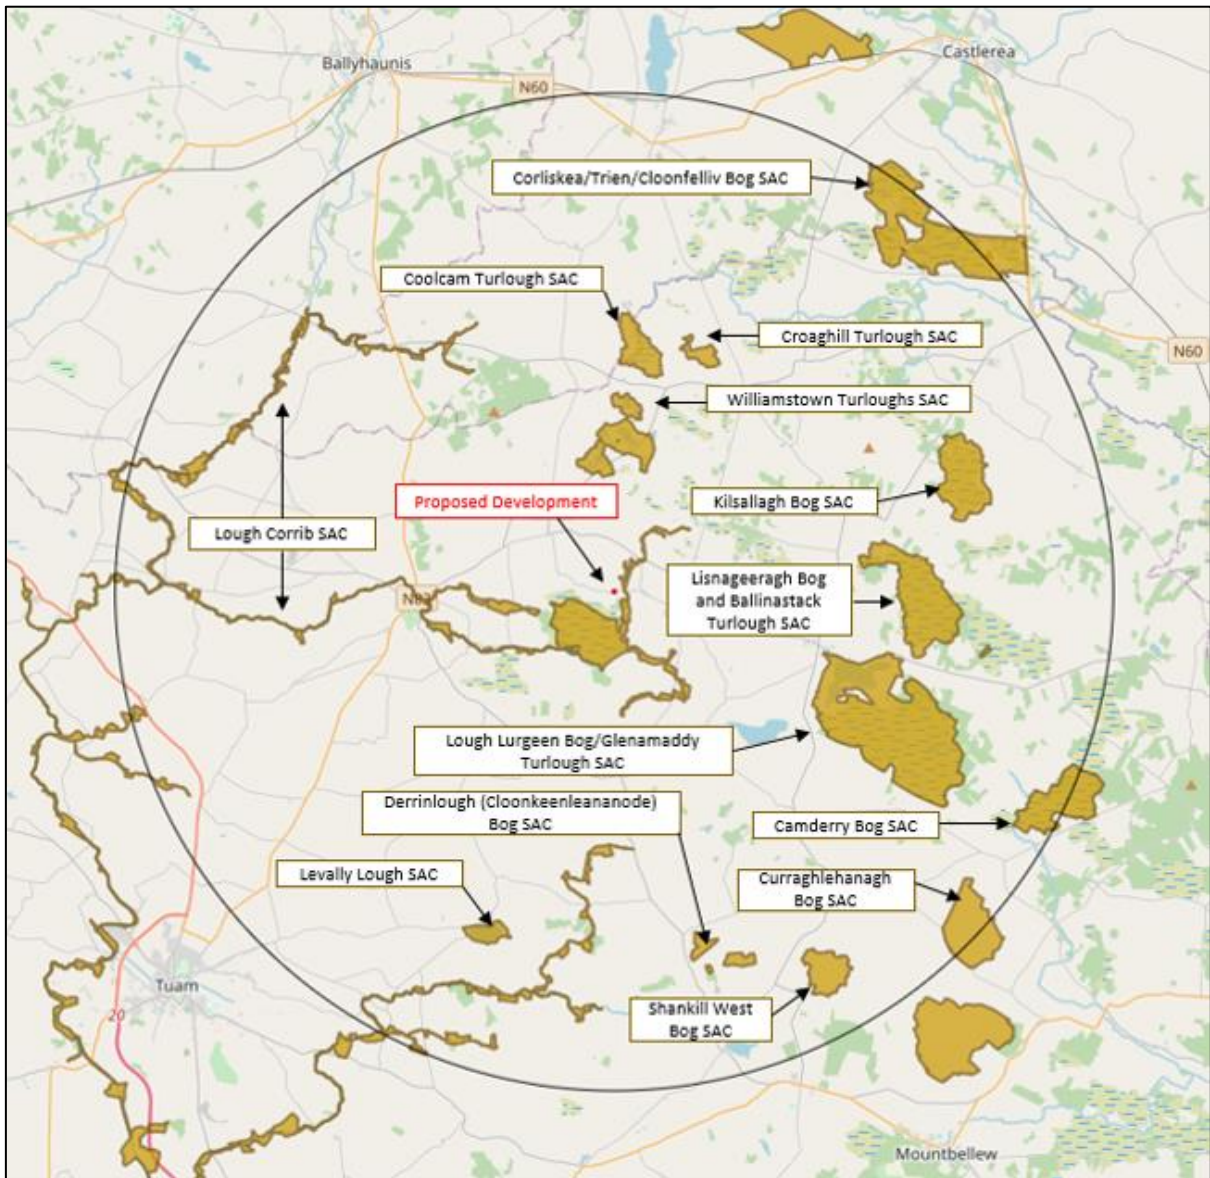 Ballyhaunis
Castlerea
N60
Corliskea/Trien/Cloonfelliv Bog SAC
Coolcam Turlough SAC
Croaghill Turlough SAC
N60
Williamstown Turloughs SAC
Proposed Development
Kilsallagh Bog SAC
Lough Corrib SAC
Lisnageeragh Bog
and Ballinastack
Turlough SAC
N83
Lough Lurgeen Bog/Glenamaddy
Turlough SAC
Derrinlough (Cloonkeenleananode)
Bog SAC
Camderry Bog SAC
Levally Lough SAC
Curraghlehanagh
Bog SAC
Tuam
20
Shankill West
Bog SAC
Mountbellew